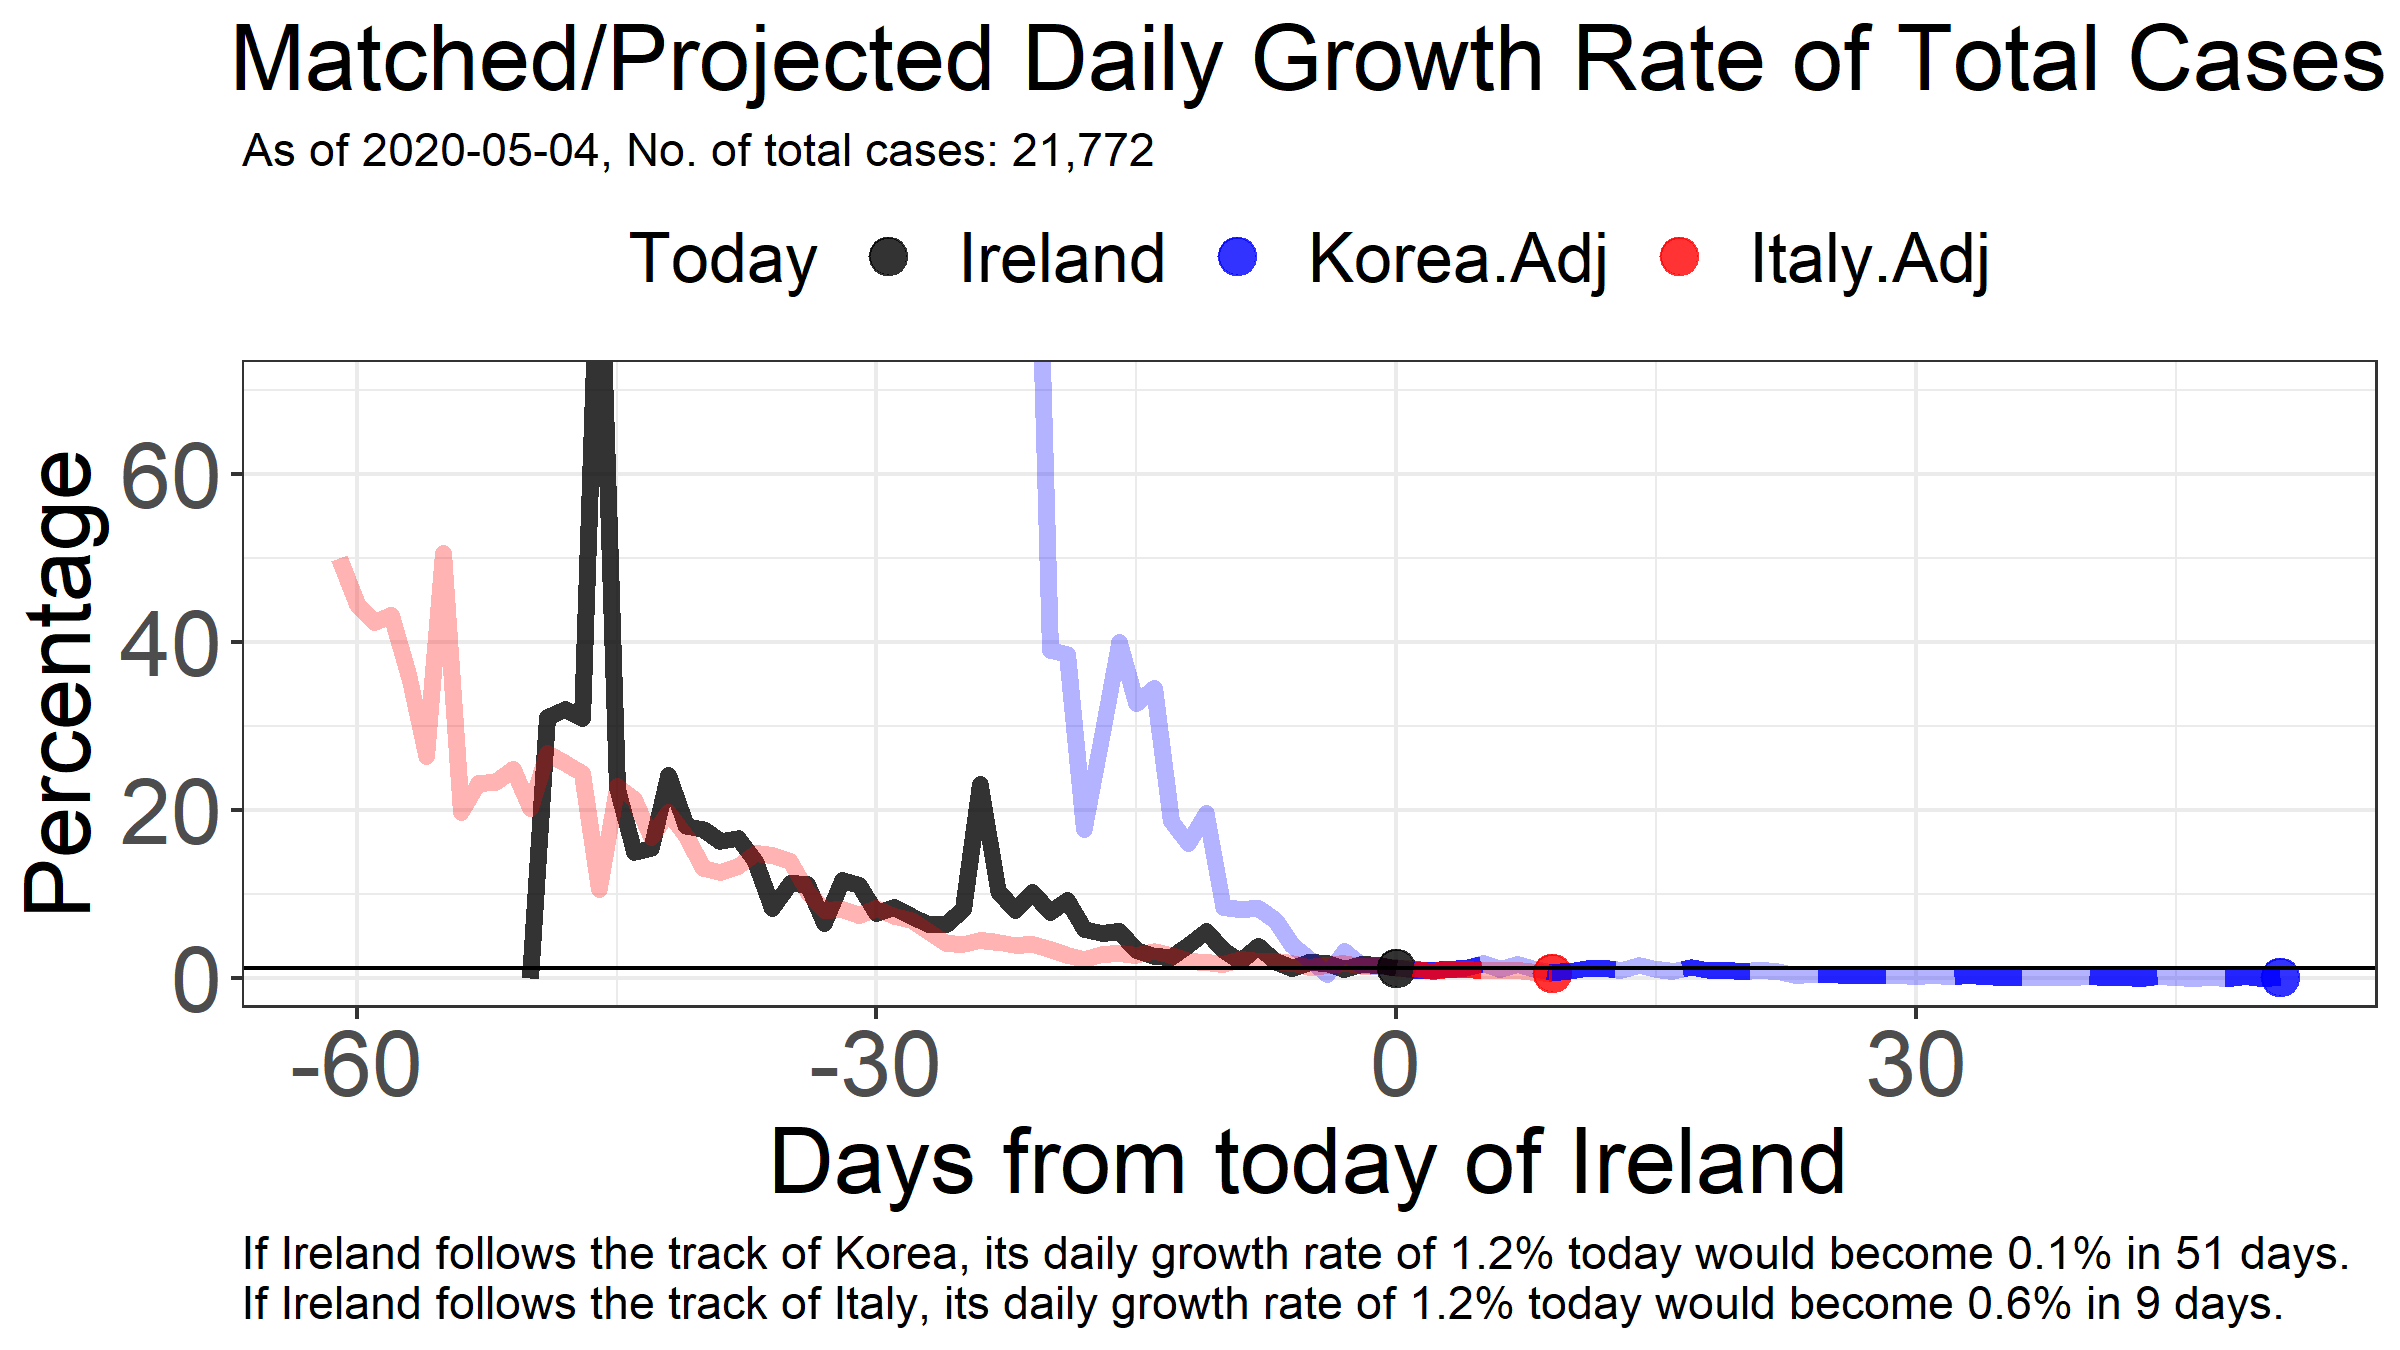 Matched/Projected Daily Growth Rate of Total Cases
As of 2020-05-04, No. of total cases: 21,772
Today Ireland Korea.Adj Italy.Adj
Percentage
60
40
20
0
-60 -30 0 30
Days from today of Ireland
If Ireland follows the track of Korea, its daily growth rate of 1.2% today would become 0.1% in 51 days.
If Ireland follows the track of Italy, its daily growth rate of 1.2% today would become 0.6% in 9 days.